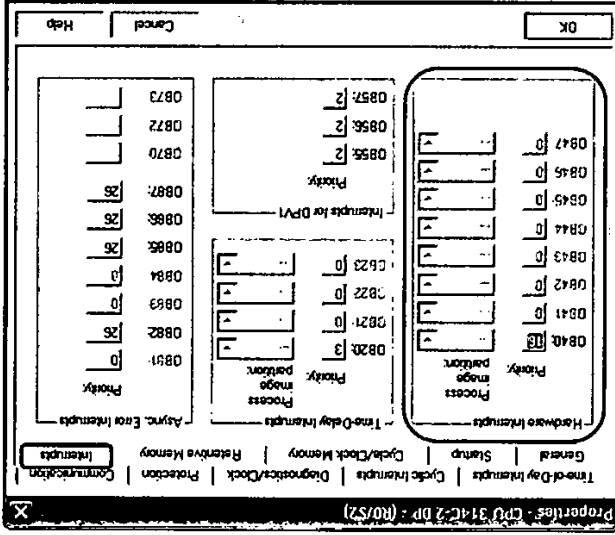 Properties - CPU 314C-2 DP - (R0/S2)
Time-of-Day Interrupts | Cyclic Interrupts | Diagnostics/Clock | Protection | Communication
General | Startup | Cycle/Clock Memory | Retentive Memory | Interrupts
Hardware Interrupts
Priority:
Process
image
partition:
OB40: 16
OB41 0
OB42 0
OB43 0
OB44 0
OB45 0
OB46 0
OB47 0
Time-Delay Interrupts
Priority:
Process
image
partition:
OB20: 3
OB21: 0
OB22: 0
OB23: 0
Interrupts for DPV1
Priority:
OB55: 2
OB56: 2
OB57: 2
Async. Error Interrupts
Priority:
OB81: 0
OB82 26
OB83 0
OB84 0
OB85 26
OB86: 26
OB87: 26
OB70
OB72
OB73
OK
Cancel
Help